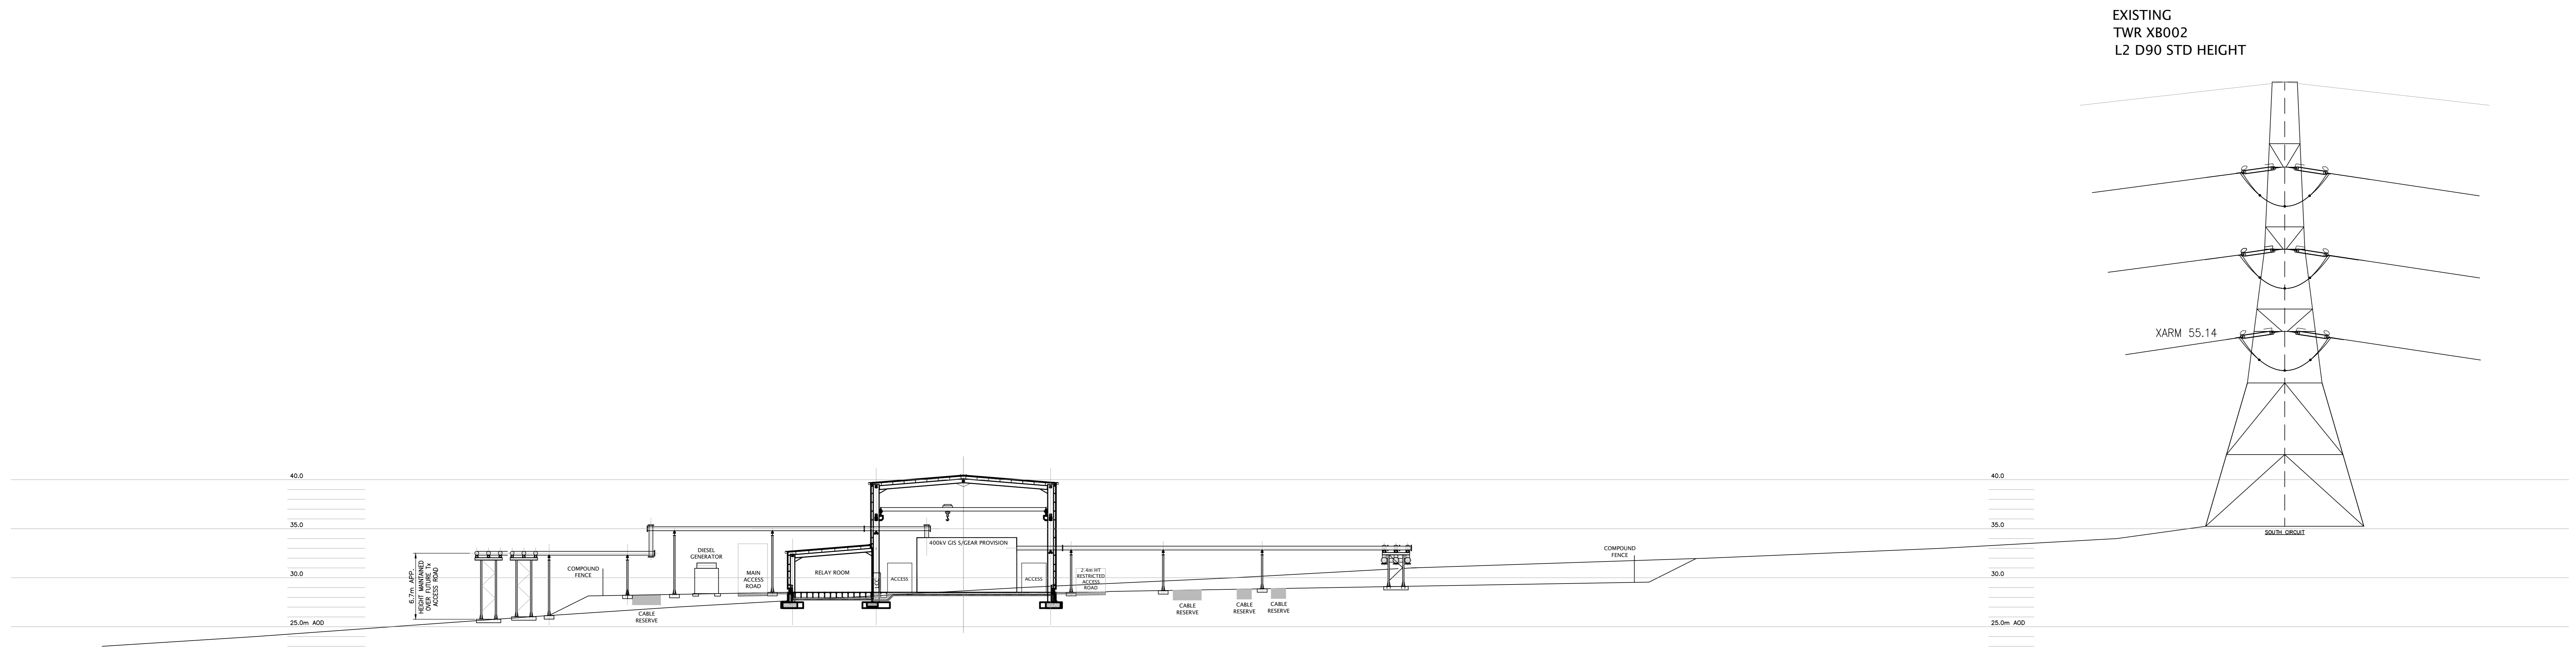 EXISTING
TWR XB002
L2 D90 STD HEIGHT
XARM 55.14
SOUTH CIRCUIT
40.0
35.0
30.0
25.0m AOD
40.0
35.0
30.0
25.0m AOD
6.7m APP.
HEIGHT MAINTAINED
OVER FUTURE Tx
ACCESS ROAD
COMPOUND
FENCE
CABLE
RESERVE
DIESEL
GENERATOR
MAIN
ACCESS
ROAD
RELAY ROOM
LCC
ACCESS
400kV GIS S/GEAR PROVISION
ACCESS
2.4m HT
RESTRICTED
ACCESS
ROAD
CABLE
RESERVE
CABLE
RESERVE
CABLE
RESERVE
COMPOUND
FENCE